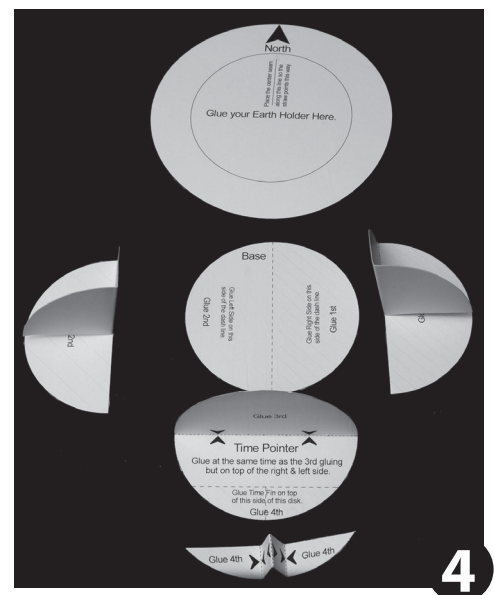 North
Place the center seam
along this line so the
straw points this way.
Glue your Earth Holder Here.
Base
Glue Left Side on this
side of the dash line.
Glue 2nd
Glue Right Side on this
side of the dash line.
Glue 1st
2nd
Gl
Glue 3rd
Time Pointer
Glue at the same time as the 3rd gluing
but on top of the right & left side.
Glue Time Fin on top
of this side of this disk.
Glue 4th
Glue 4th
Glue 4th
4